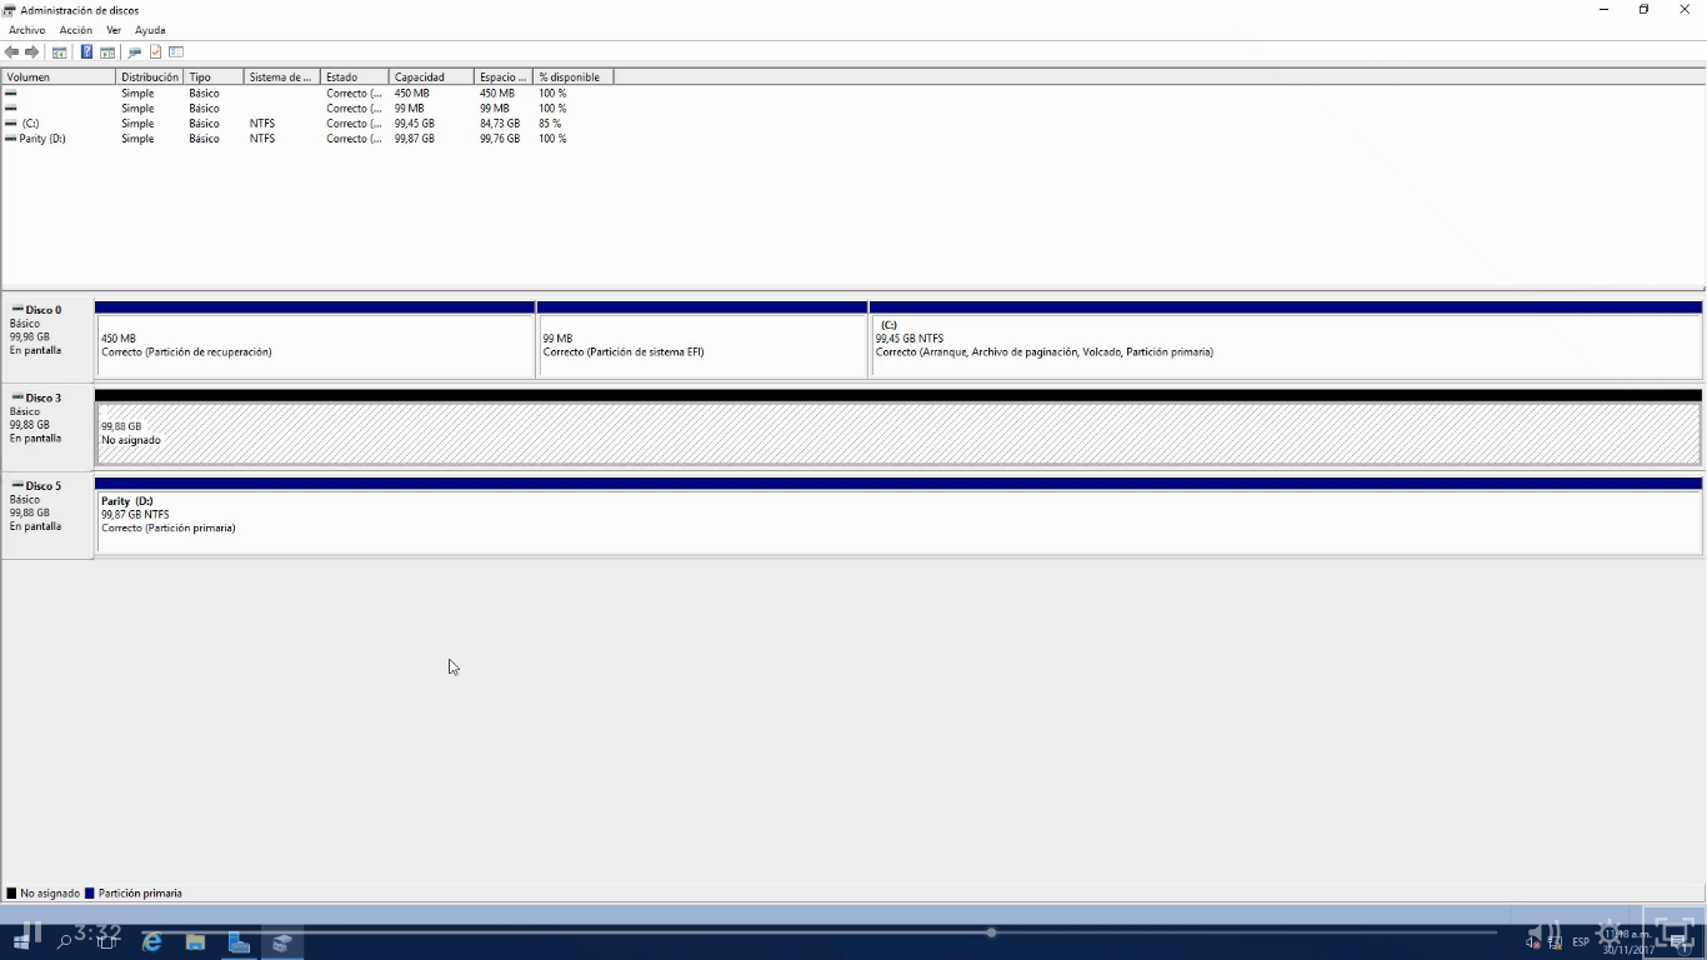 Administración de discos
Archivo Acción Ver Ayuda
Volumen Distribución Tipo Sistema de ... Estado Capacidad Espacio ... % disponible
Simple Básico Correcto (... 450 MB 450 MB 100 %
Simple Básico Correcto (... 99 MB 99 MB 100 %
(C:) Simple Básico NTFS Correcto (... 99,45 GB 84,73 GB 85 %
Parity (D:) Simple Básico NTFS Correcto (... 99,87 GB 99,76 GB 100 %
Disco 0
Básico
99,98 GB
En pantalla
450 MB
Correcto (Partición de recuperación)
99 MB
Correcto (Partición de sistema EFI)
(C:)
99,45 GB NTFS
Correcto (Arranque, Archivo de paginación, Volcado, Partición primaria)
Disco 3
Básico
99,88 GB
En pantalla
99,88 GB
No asignado
Disco 5
Básico
99,88 GB
En pantalla
Parity (D:)
99,87 GB NTFS
Correcto (Partición primaria)
No asignado Partición primaria
3:32
ESP
a.m.
30/11/2017